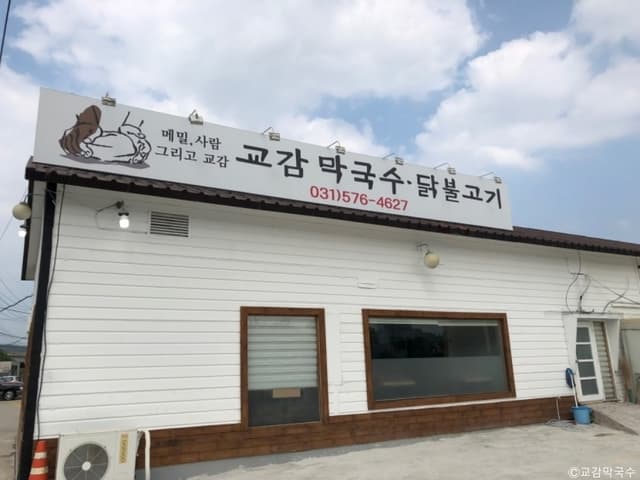 메밀, 사람
그리고 교감
교감 막국수·닭불고기
031)576-4627
©교감막국수